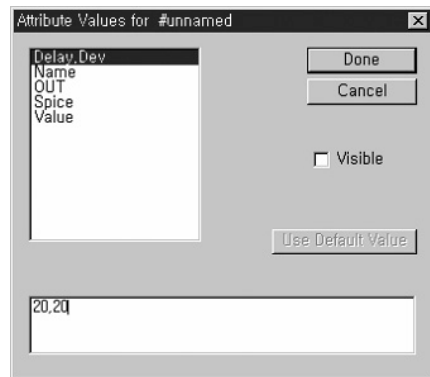 Attribute Values for #unnamed
Delay,Dev
Name
OUT
Spice
Value
Done
Cancel
Visible
Use Default Value
20,20